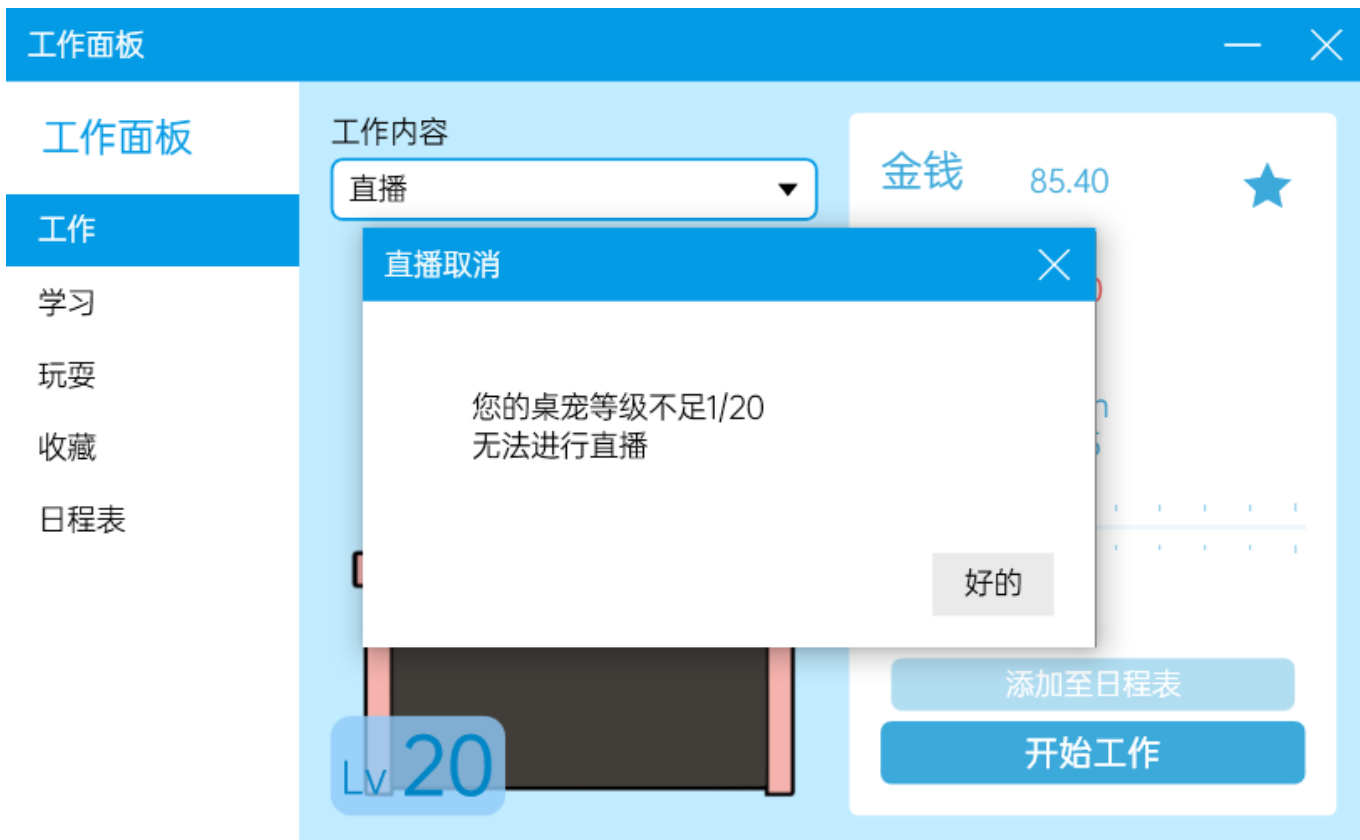 工作面板
工作面板
工作
学习
玩耍
收藏
日程表
工作内容
直播
金钱 85.40
直播取消
您的桌宠等级不足1/20
无法进行直播
好的
添加至日程表
开始工作
Lv 20